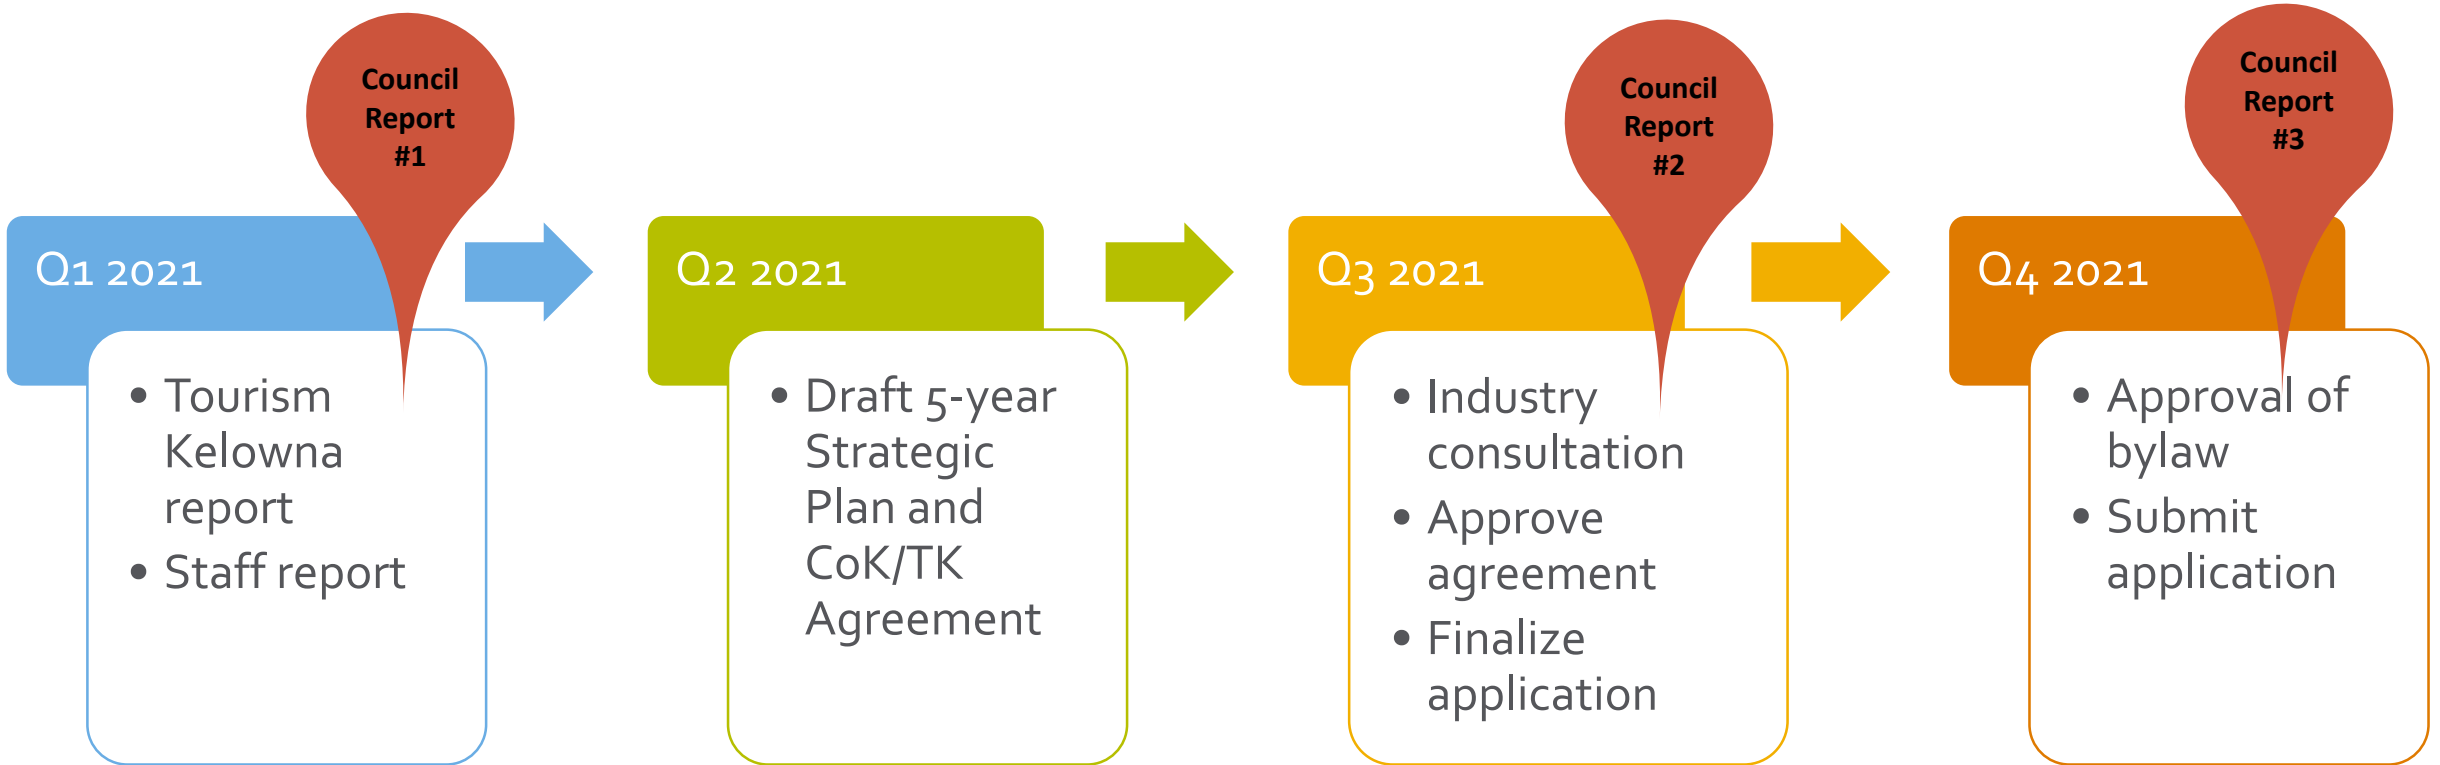 Council
Report
#1
Q1 2021
• Tourism
Kelowna
report
• Staff report
Q2 2021
• Draft 5-year
Strategic
Plan and
CoK/TK
Agreement
Council
Report
#2
Q3 2021
• Industry
consultation
• Approve
agreement
• Finalize
application
Council
Report
#3
Q4 2021
• Approval of
bylaw
• Submit
application